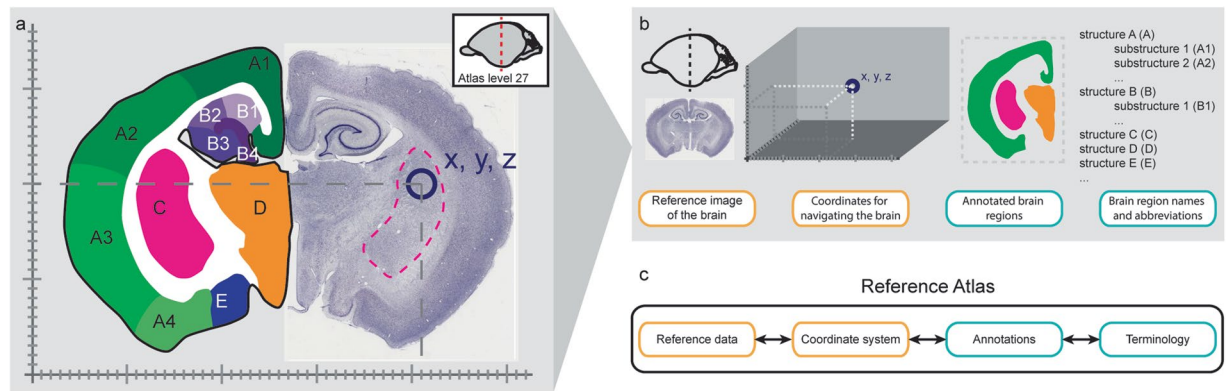 a
Atlas level 27
A1
B1
B2
A2
B3
B4
x, y, z
C
D
A3
E
A4
b
x, y, z
structure A (A)
substructure 1 (A1)
substructure 2 (A2)
...
structure B (B)
substructure 1 (B1)
...
structure C (C)
structure D (D)
structure E (E)
...
Reference image
of the brain
Coordinates for
navigating the brain
Annotated brain
regions
Brain region names
and abbreviations
c
Reference Atlas
Reference data
Coordinate system
Annotations
Terminology